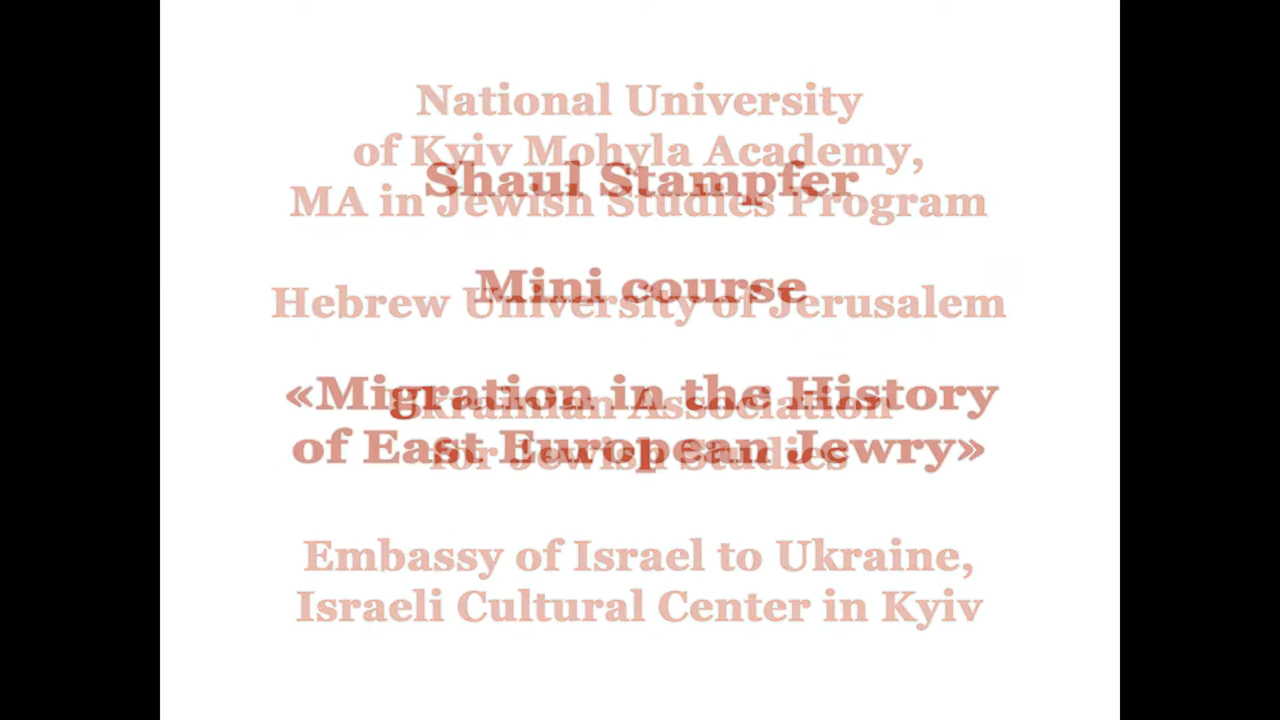 National University
of Kyiv Mohyla Academy,
MA in Jewish Studies Program
Hebrew University of Jerusalem
Ukrainian Association
for Jewish Studies
Embassy of Israel to Ukraine,
Israeli Cultural Center in Kyiv
Shaul Stampfer
Mini course
«Migration in the History
of East European Jewry»